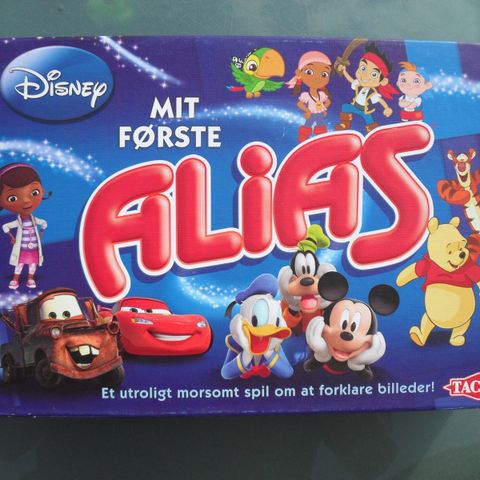 Disney
MIT
FØRSTE
ALIAS
Et utroligt morsomt spil om at forklare billeder!
TAC